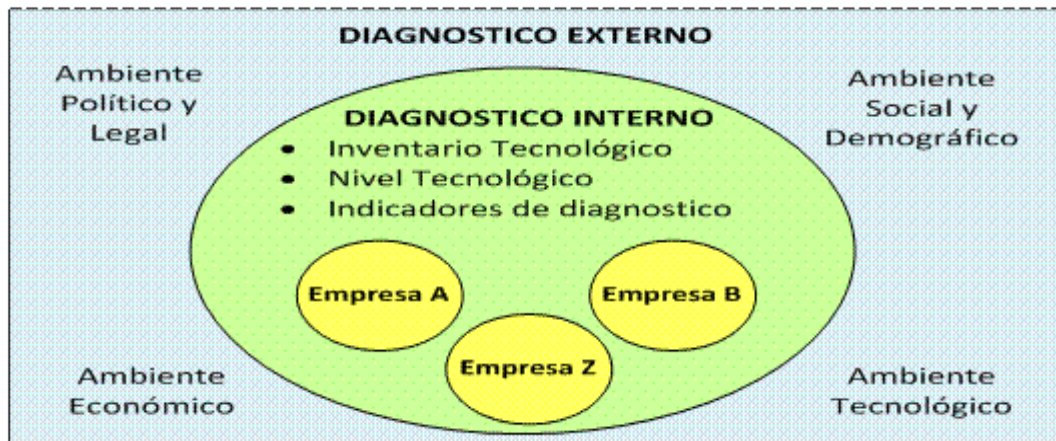 DIAGNOSTICO EXTERNO
Ambiente
Político y
Legal
Ambiente
Social y
Demográfico
DIAGNOSTICO INTERNO
• Inventario Tecnológico
• Nivel Tecnológico
• Indicadores de diagnostico
Empresa A
Empresa B
Empresa Z
Ambiente
Económico
Ambiente
Tecnológico